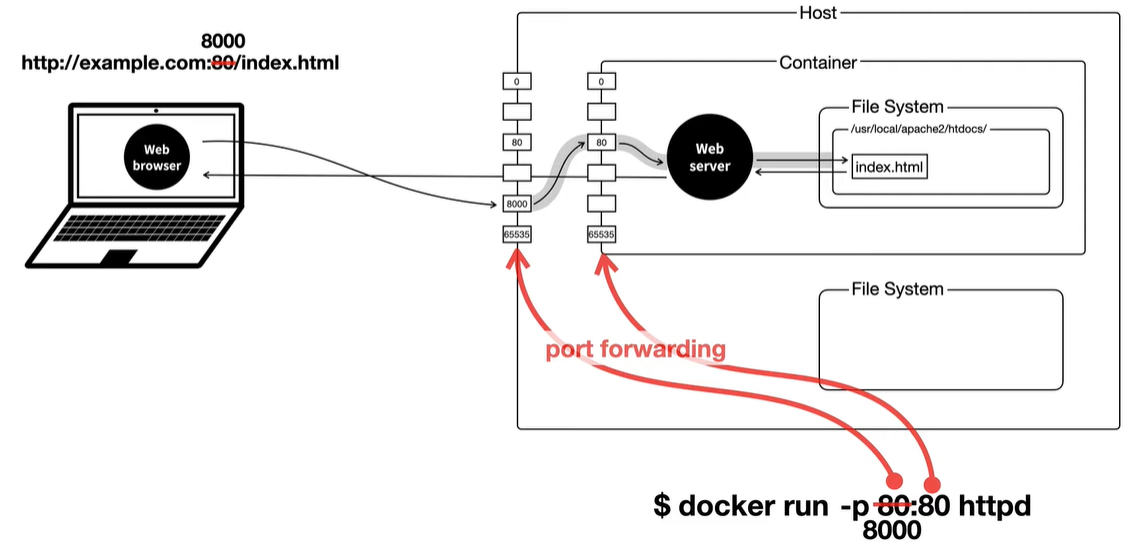 8000
http://example.com:80/index.html
Web
browser
Host
0
80
8000
65535
Container
0
80
65535
Web
server
File System
/usr/local/apache2/htdocs/
index.html
File System
port forwarding
$ docker run -p 80:80 httpd
8000